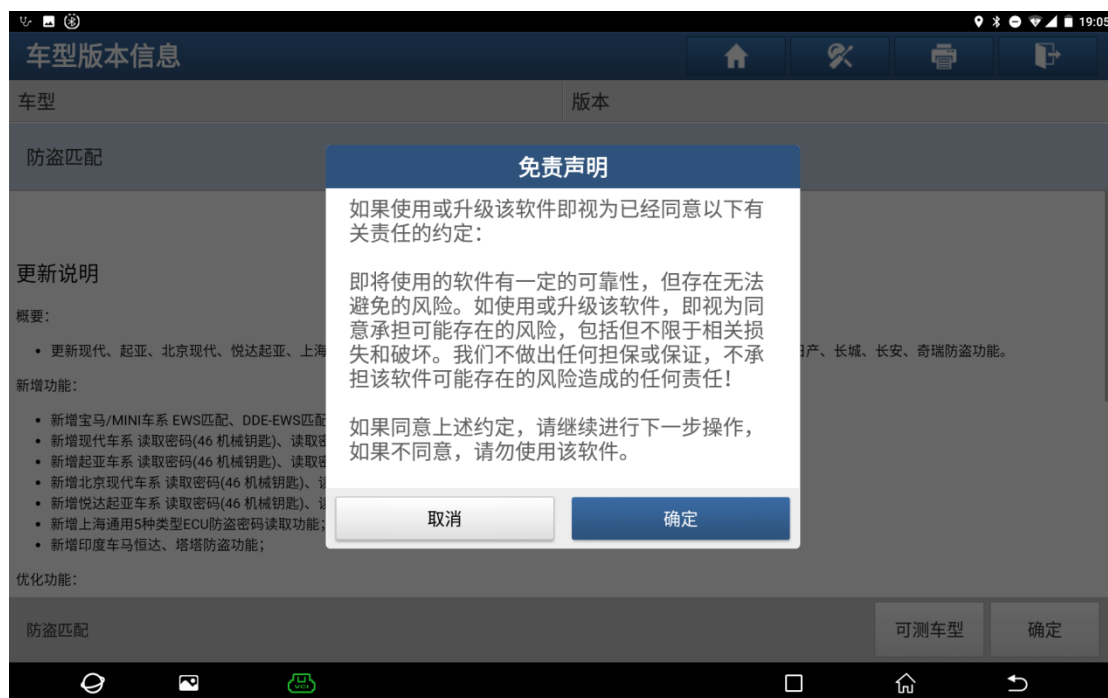 19:05
车型版本信息
车型
版本
防盗匹配
免责声明
如果使用或升级该软件即视为已经同意以下有
关责任的约定：
即将使用的软件有一定的可靠性，但存在无法
避免的风险。如使用或升级该软件，即视为同
意承担可能存在的风险，包括但不限于相关损
失和破坏。我们不做出任何担保或保证，不承
担该软件可能存在的风险造成的任何责任！
如果同意上述约定，请继续进行下一步操作，
如果不同意，请勿使用该软件。
取消
确定
更新说明
概要：
• 更新现代、起亚、北京现代、悦达起亚、上海
产、长城、长安、奇瑞防盗功能。
新增功能：
• 新增宝马/MINI车系 EWS匹配、DDE-EWS匹配
• 新增现代车系 读取密码(46 机械钥匙)、读取密
• 新增起亚车系 读取密码(46 机械钥匙)、读取密
• 新增北京现代车系 读取密码(46 机械钥匙)、
• 新增悦达起亚车系 读取密码(46 机械钥匙)、
• 新增上海通用5种类型ECU防盗密码读取功能；
• 新增印度车马恒达、塔塔防盗功能；
优化功能：
防盗匹配
可测车型
确定
VCI